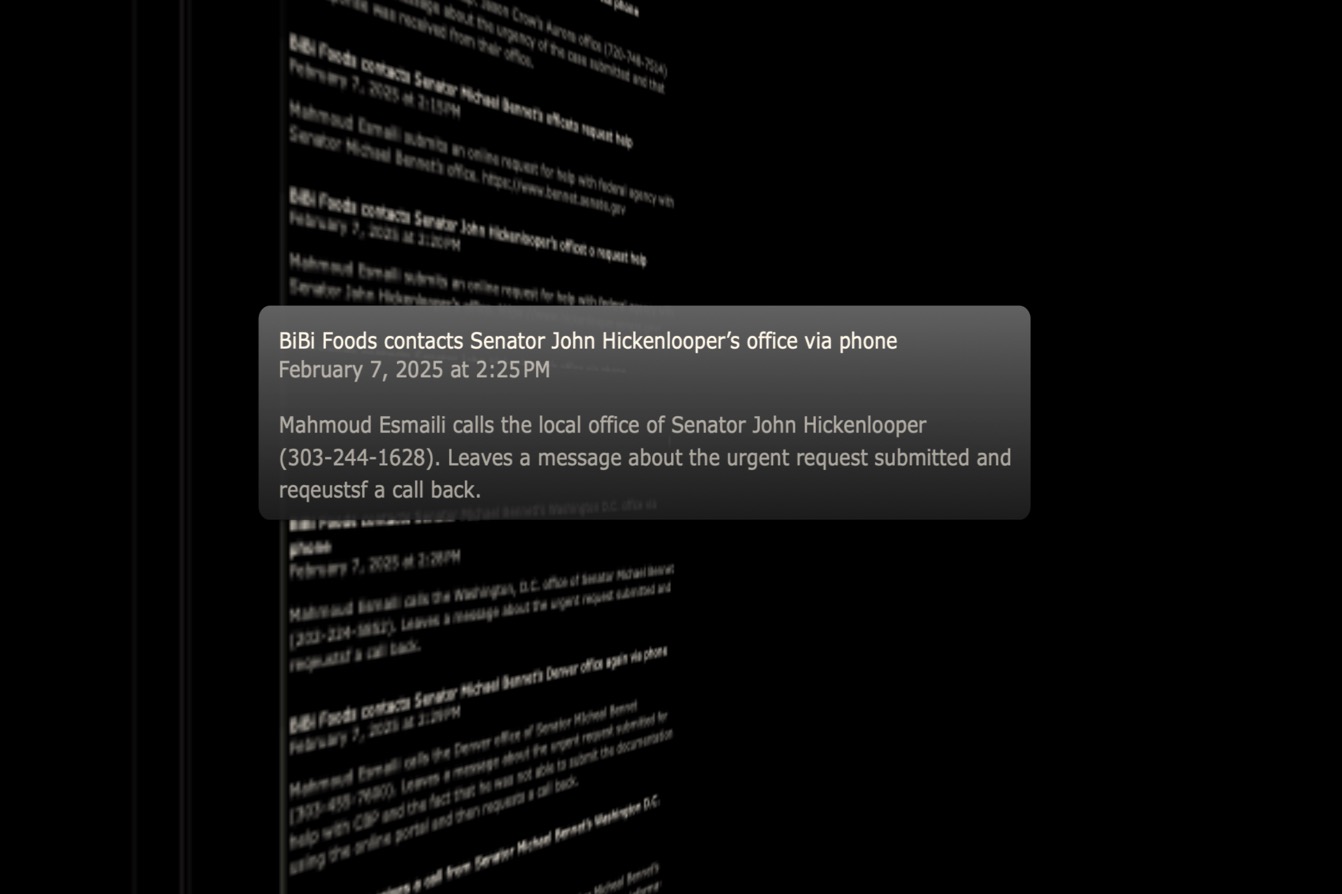 via phone
Jason Crow's Aurora office (720-748-7514)
message about the urgency of the case submitted and that
was received from their office.
BiBi Foods contacts Senator Michael Bennet's officeto request help
February 7, 2025 at 2:15PM
Mahmoud Esmaili submits an online request for help with federal agency with
Senator Michael Bennet's office. https://www.bennet.senate.gov
BiBi Foods contacts Senator John Hickenlooper's officet o request help
February 7, 2025 at 2:20PM
Mahmoud Esmaili submits an online request for help with federal
Senator John Hickenlooper's office.
BiBi Foods contacts Senator John Hickenlooper’s office via phone
February 7, 2025 at 2:25PM
Mahmoud Esmaili calls the local office of Senator John Hickenlooper
(303-244-1628). Leaves a message about the urgent request submitted and
reqeustsf a call back.
BiBi Foods contacts Senator Michael Bennet's Washington D.C. office via
phone
February 7, 2025 at 2:28PM
Mahmoud Esmaili calls the Washington, D.C. office of Senator Michael Bennet
Leaves a message about the urgent request submitted and
reqeustsf a call back.
BiBi Foods contacts Senator Michael Bennet's Denver office again via phone
February 7, 2025 at 2:29PM
Mahmoud Esmaili calls the Denver office of Senator Micheal Bennet
(303-455-7600). Leaves a message about the urgent request submitted for
help with CBP and the fact that he was not able to submit the documentation
using the online portal and then requests a call back.
a call from Senator Michael Bennet's Washington D.C.
Michael Bennet's